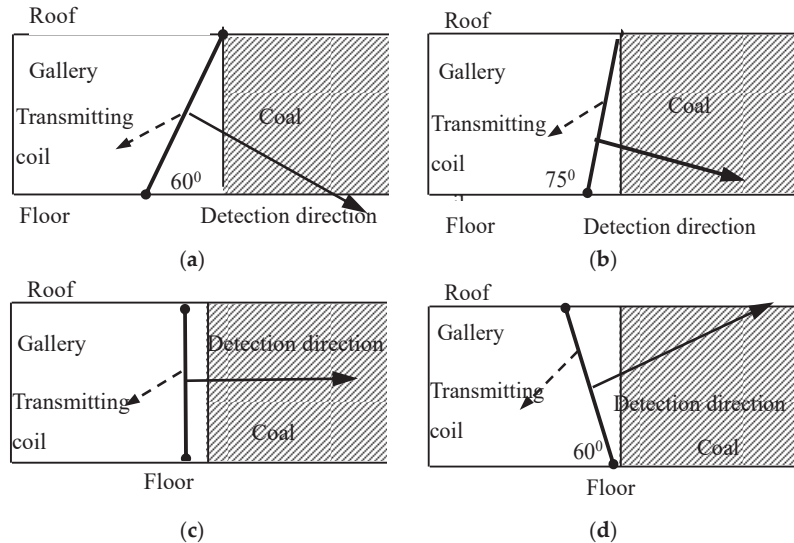 Roof
Gallery
Transmitting
coil
Coal
60⁰
Floor
Detection direction
(a)
Roof
Gallery
Transmitting
coil
Coal
75⁰
Floor
Detection direction
(b)
Roof
Gallery
Detection direction
Transmitting
coil
Coal
Floor
(c)
Roof
Gallery
Transmitting
Detection direction
coil
60⁰
Coal
Floor
(d)